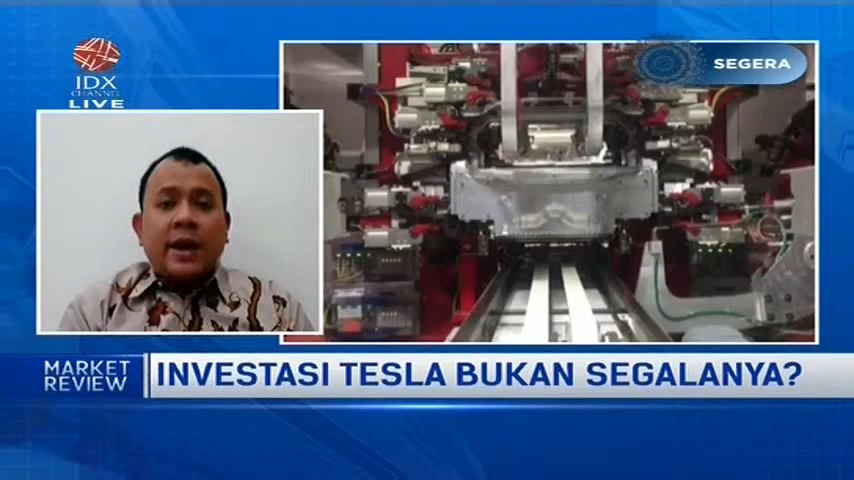 IDX
CHANNEL
LIVE
SEGERA
MARKET
REVIEW
INVESTASI TESLA BUKAN SEGALANYA?